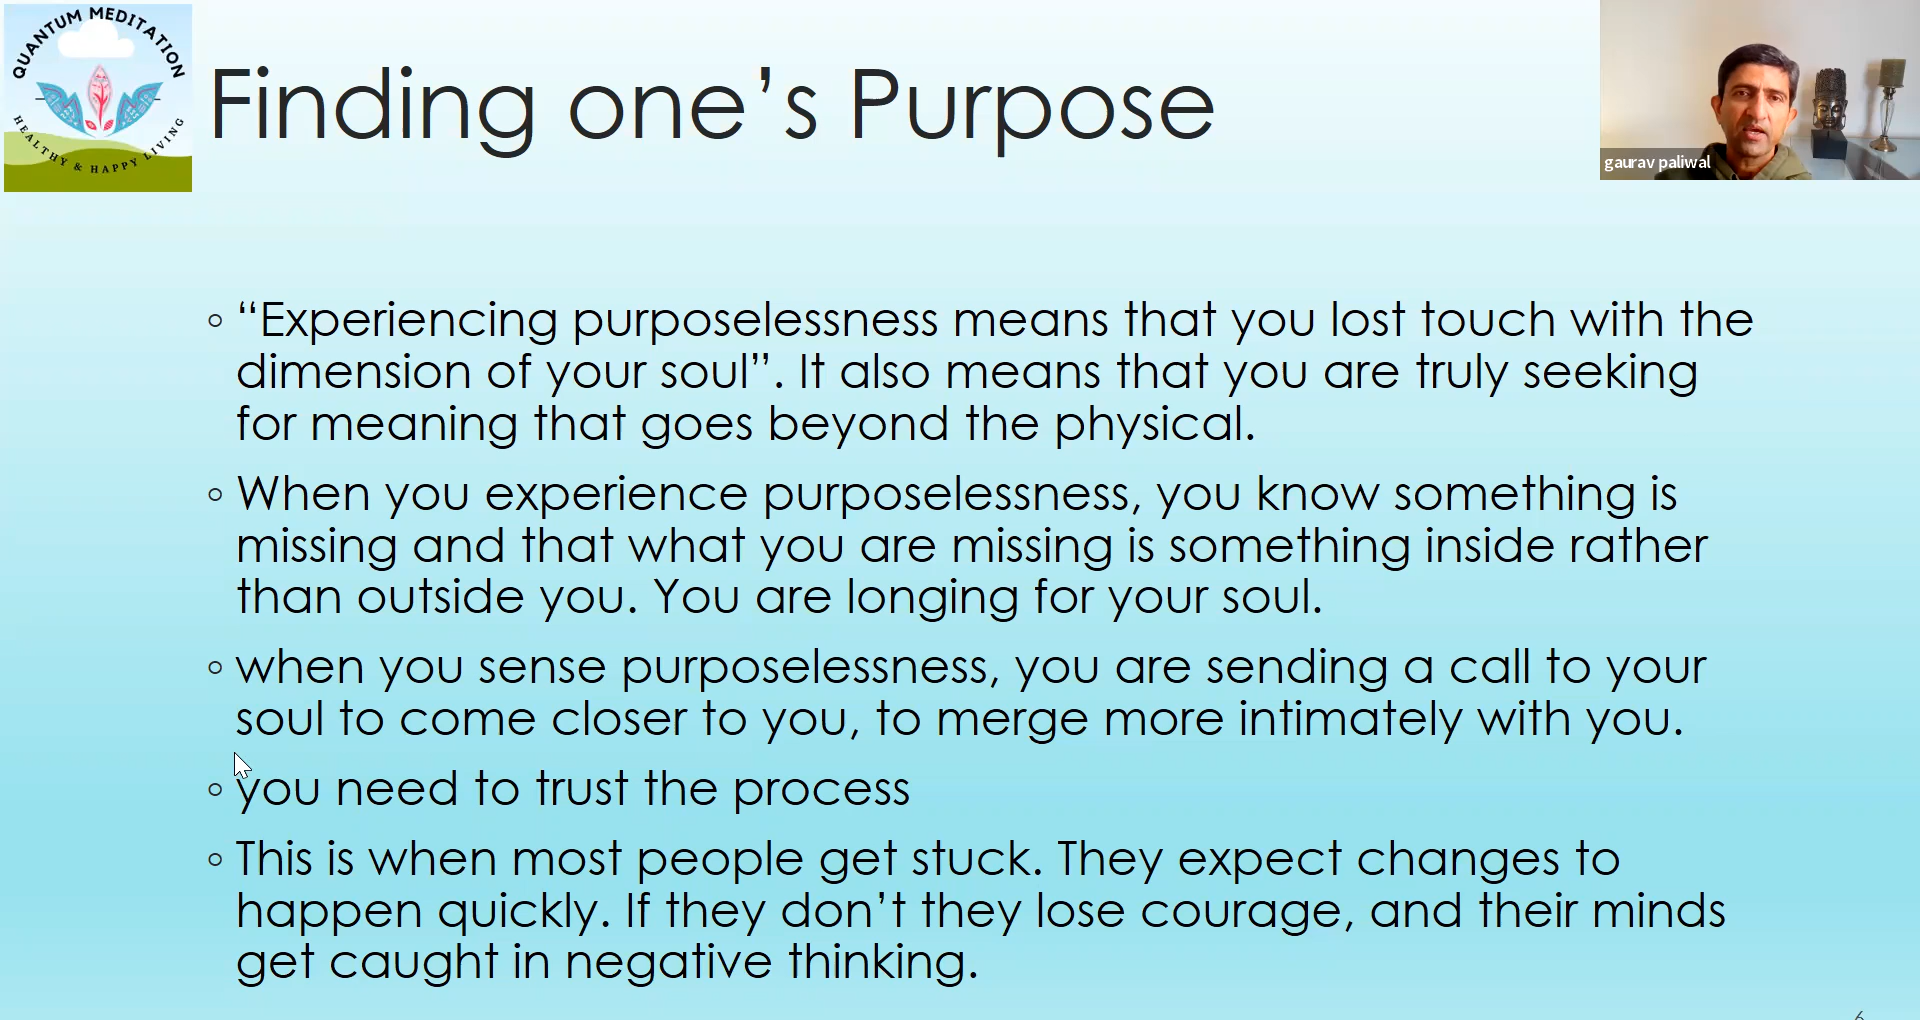 QUANTUM MEDITATION
HEALTHY & HAPPY LIVING
Finding one’s Purpose
gaurav paliwal
◦ “Experiencing purposelessness means that you lost touch with the
dimension of your soul”. It also means that you are truly seeking
for meaning that goes beyond the physical.
◦ When you experience purposelessness, you know something is
missing and that what you are missing is something inside rather
than outside you. You are longing for your soul.
◦ when you sense purposelessness, you are sending a call to your
soul to come closer to you, to merge more intimately with you.
◦ you need to trust the process
◦ This is when most people get stuck. They expect changes to
happen quickly. If they don’t they lose courage, and their minds
get caught in negative thinking.
6